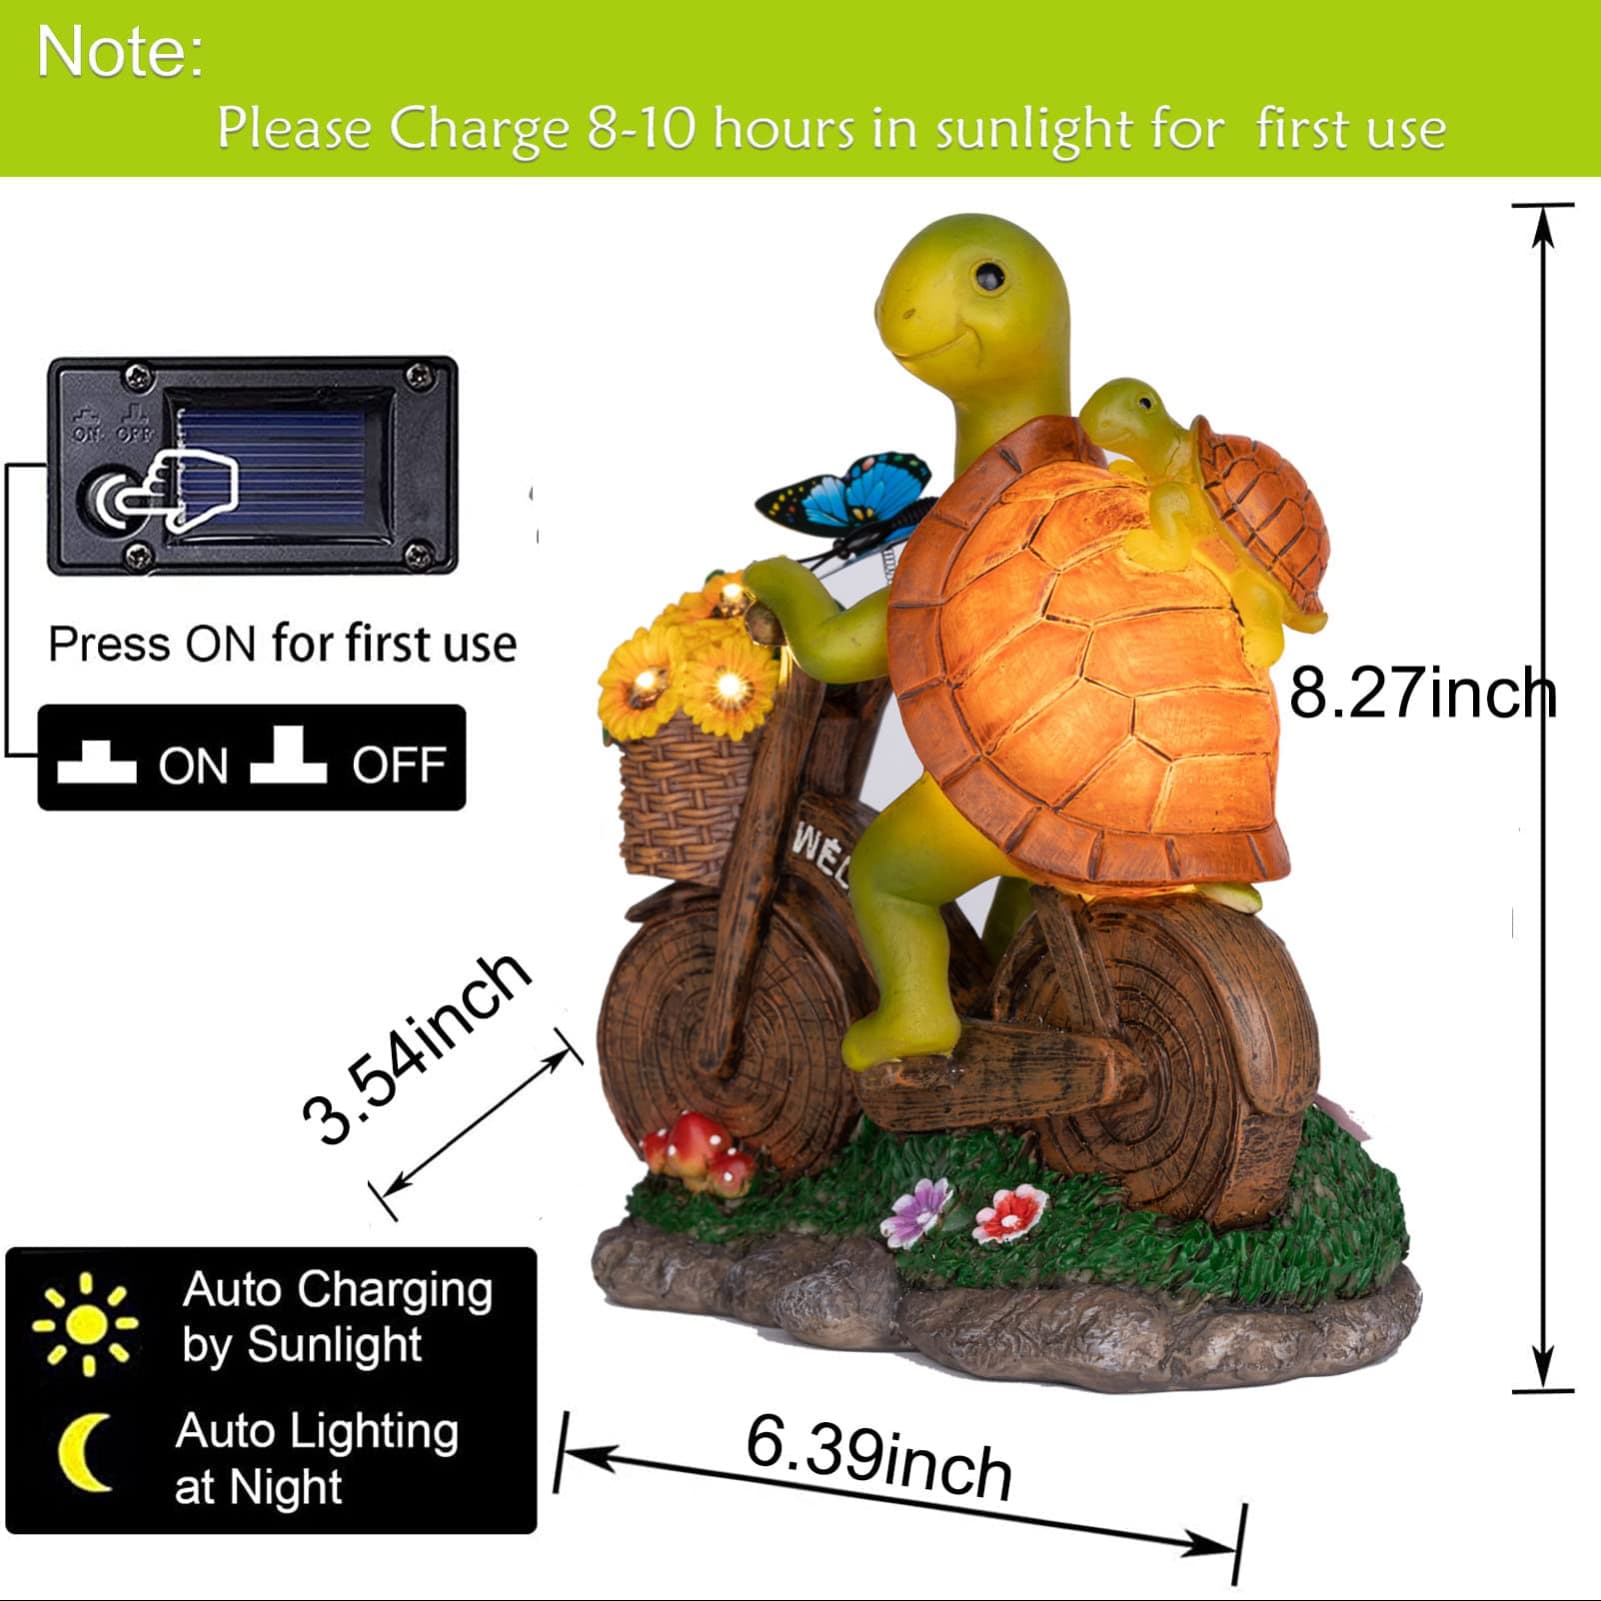 Note:
Please Charge 8-10 hours in sunlight for first use
ON OFF
Press ON for first use
ON OFF
WEL
8.27inch
3.54inch
6.39inch
Auto Charging
by Sunlight
Auto Lighting
at Night